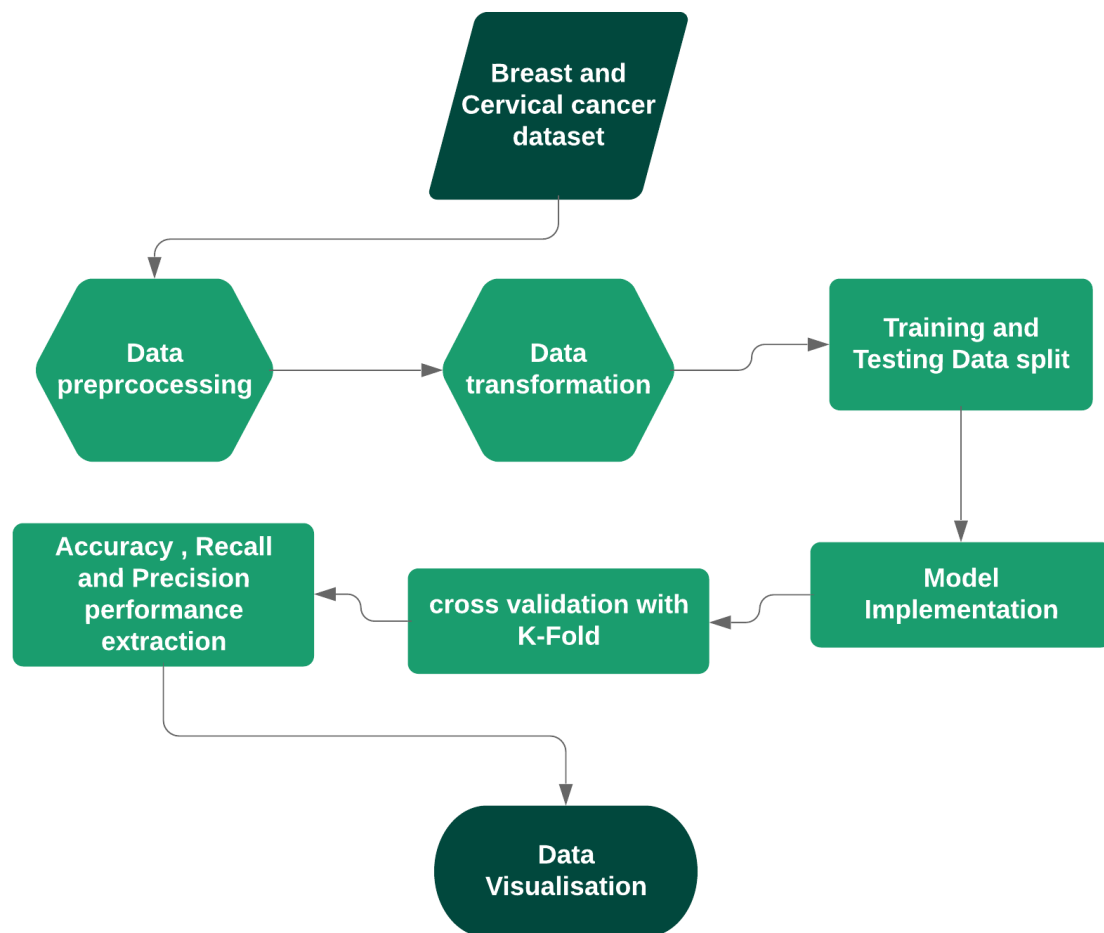 Breast and
Cervical cancer
dataset
Data
preprcocessing
Data
transformation
Training and
Testing Data split
Model
Implementation
cross validation with
K-Fold
Accuracy , Recall
and Precision
performance
extraction
Data
Visualisation